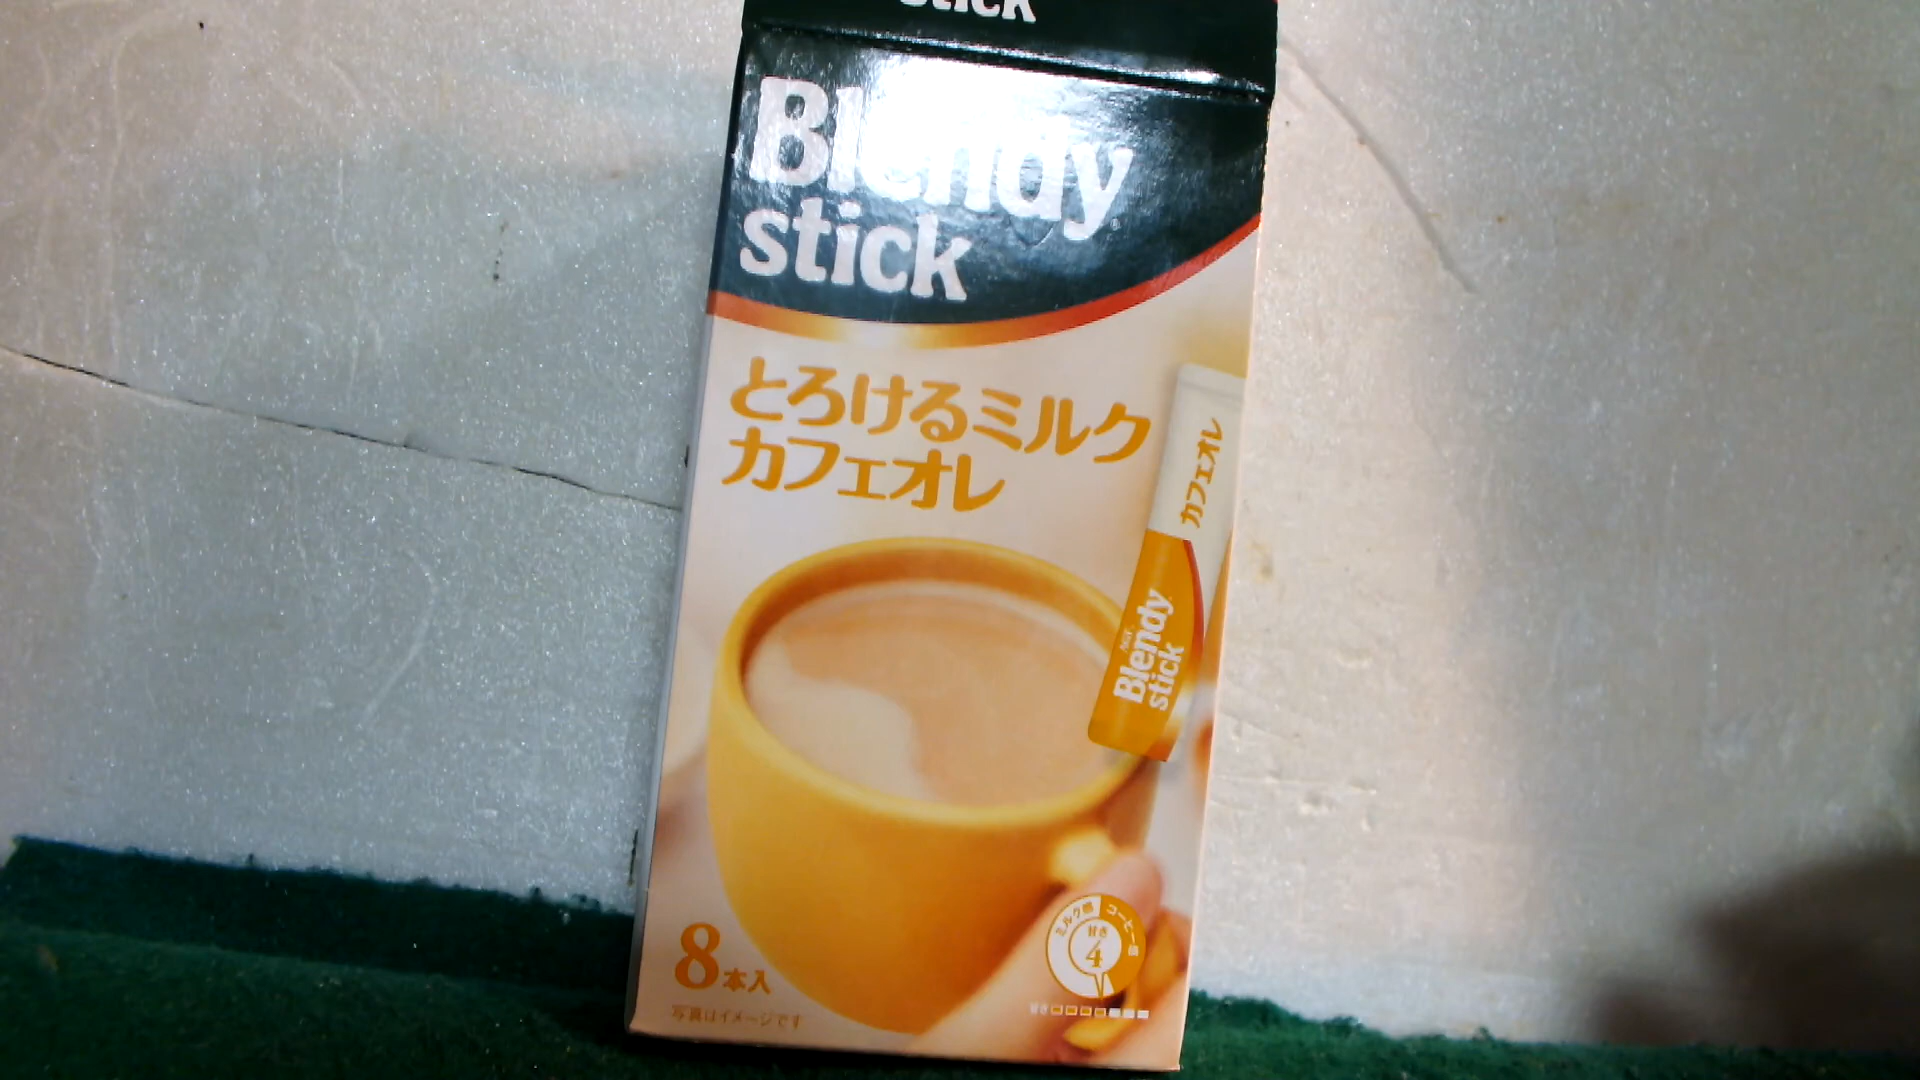 stick
Blendy
stick
とろけるミルク
カフェオレ
カフェオレ
AGF
Blendy
stick
ミルク感 コーヒー感
甘さ
4
甘さ
8本入
写真はイメージです